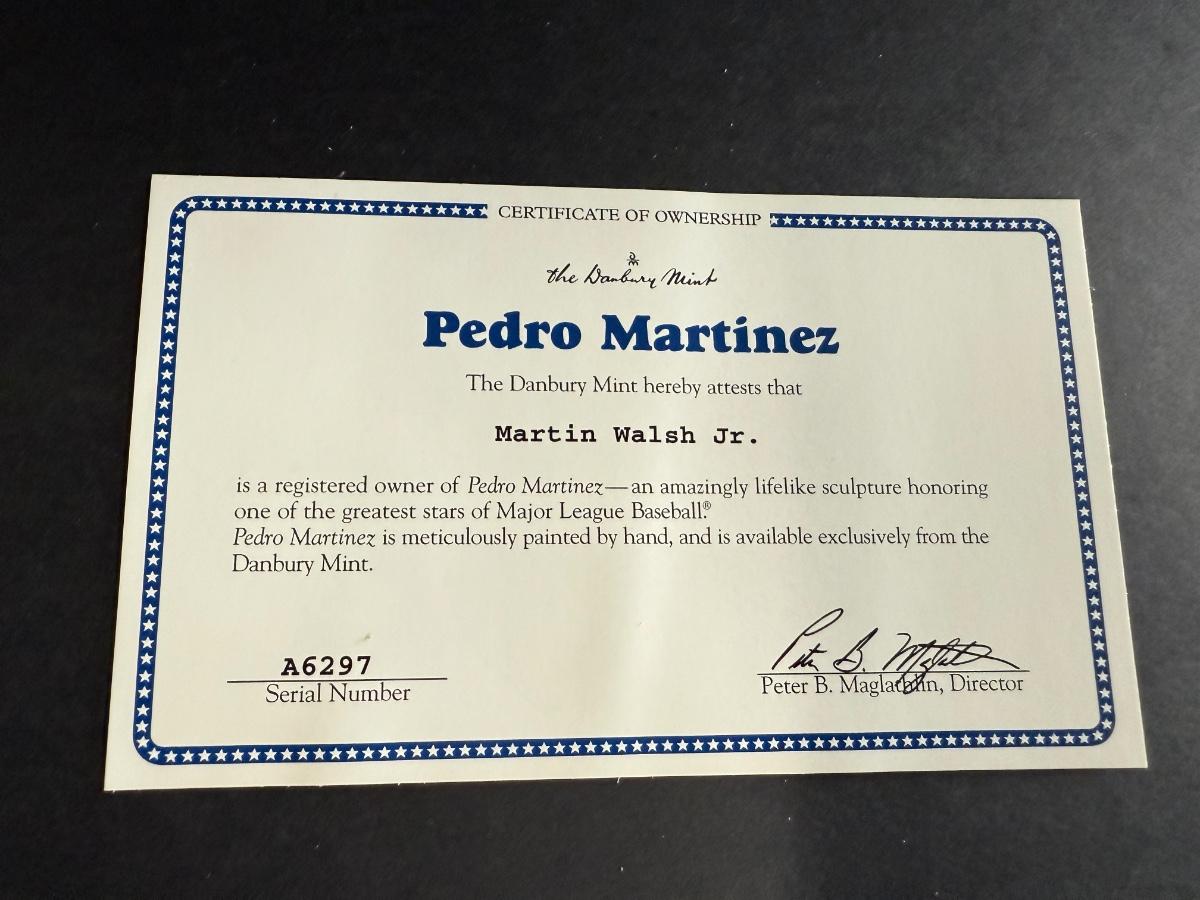 CERTIFICATE OF OWNERSHIP
the Danbury Mint
Pedro Martinez
The Danbury Mint hereby attests that
Martin Walsh Jr.
is a registered owner of Pedro Martinez—an amazingly lifelike sculpture honoring
one of the greatest stars of Major League Baseball.®
Pedro Martinez is meticulously painted by hand, and is available exclusively from the
Danbury Mint.
A6297
Serial Number
Peter B. Maglathlin
Peter B. Maglathlin, Director